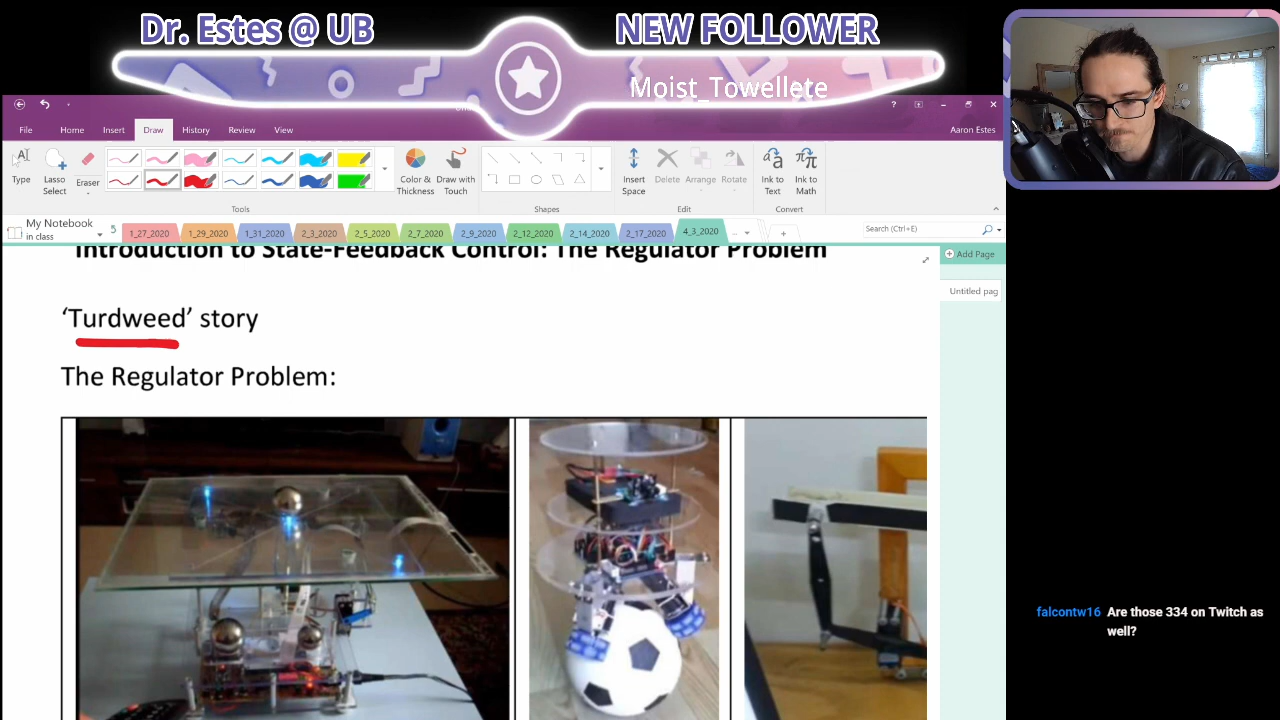 Dr. Estes @ UB
NEW FOLLOWER
Moist_Towellete
File Home Insert Draw History Review View
Aaron Estes
Type
Lasso Select
Eraser
Color & Thickness
Draw with Touch
Insert Space
Delete
Arrange
Rotate
Ink to Text
Ink to Math
Tools
Shapes
Edit
Convert
My Notebook
in class
1_27_2020 1_29_2020 1_31_2020 2_3_2020 2_5_2020 2_7_2020 2_9_2020 2_12_2020 2_14_2020 2_17_2020 4_3_2020
Search (Ctrl+E)
Add Page
Untitled pag
Introduction to State-Feedback Control: The Regulator Problem
‘Turdweed’ story
The Regulator Problem:
falcontw16 Are those 334 on Twitch as
well?